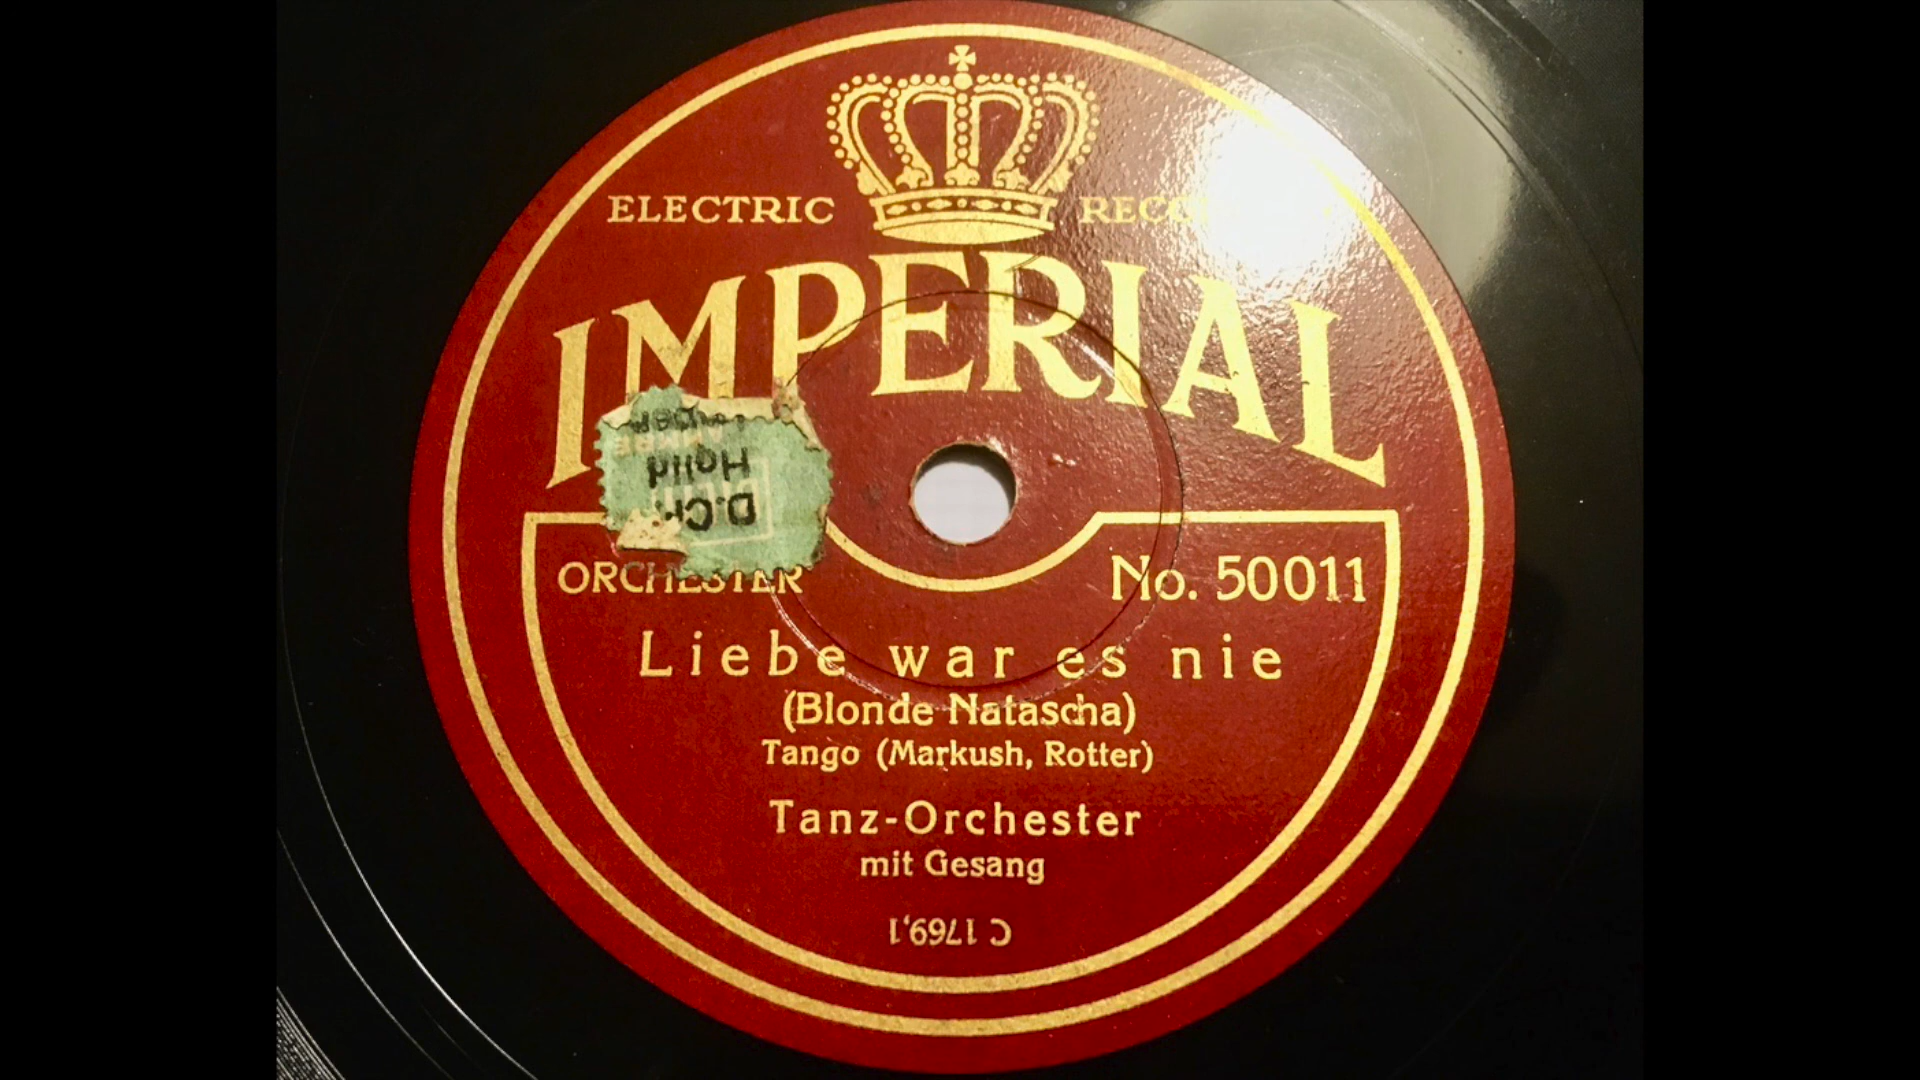 ELECTRIC
IMPERIAL
ORCHESTER No. 50011
Liebe war es nie
(Blonde Natascha)
Tango (Markush, Rotter)
Tanz-Orchester
mit Gesang
C 1769,1